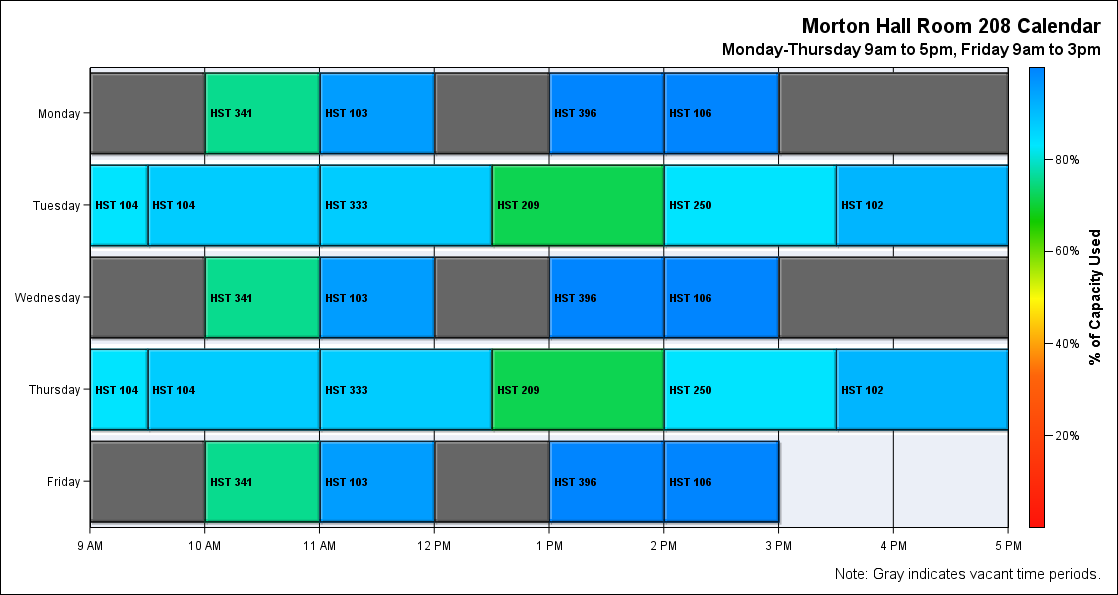 Morton Hall Room 208 Calendar
Monday-Thursday 9am to 5pm, Friday 9am to 3pm
Monday
HST 341
HST 103
HST 396
HST 106
Tuesday
HST 104
HST 104
HST 333
HST 209
HST 250
HST 102
Wednesday
HST 341
HST 103
HST 396
HST 106
Thursday
HST 104
HST 104
HST 333
HST 209
HST 250
HST 102
Friday
HST 341
HST 103
HST 396
HST 106
9 AM
10 AM
11 AM
12 PM
1 PM
2 PM
3 PM
4 PM
5 PM
80%
60%
40%
20%
% of Capacity Used
Note: Gray indicates vacant time periods.